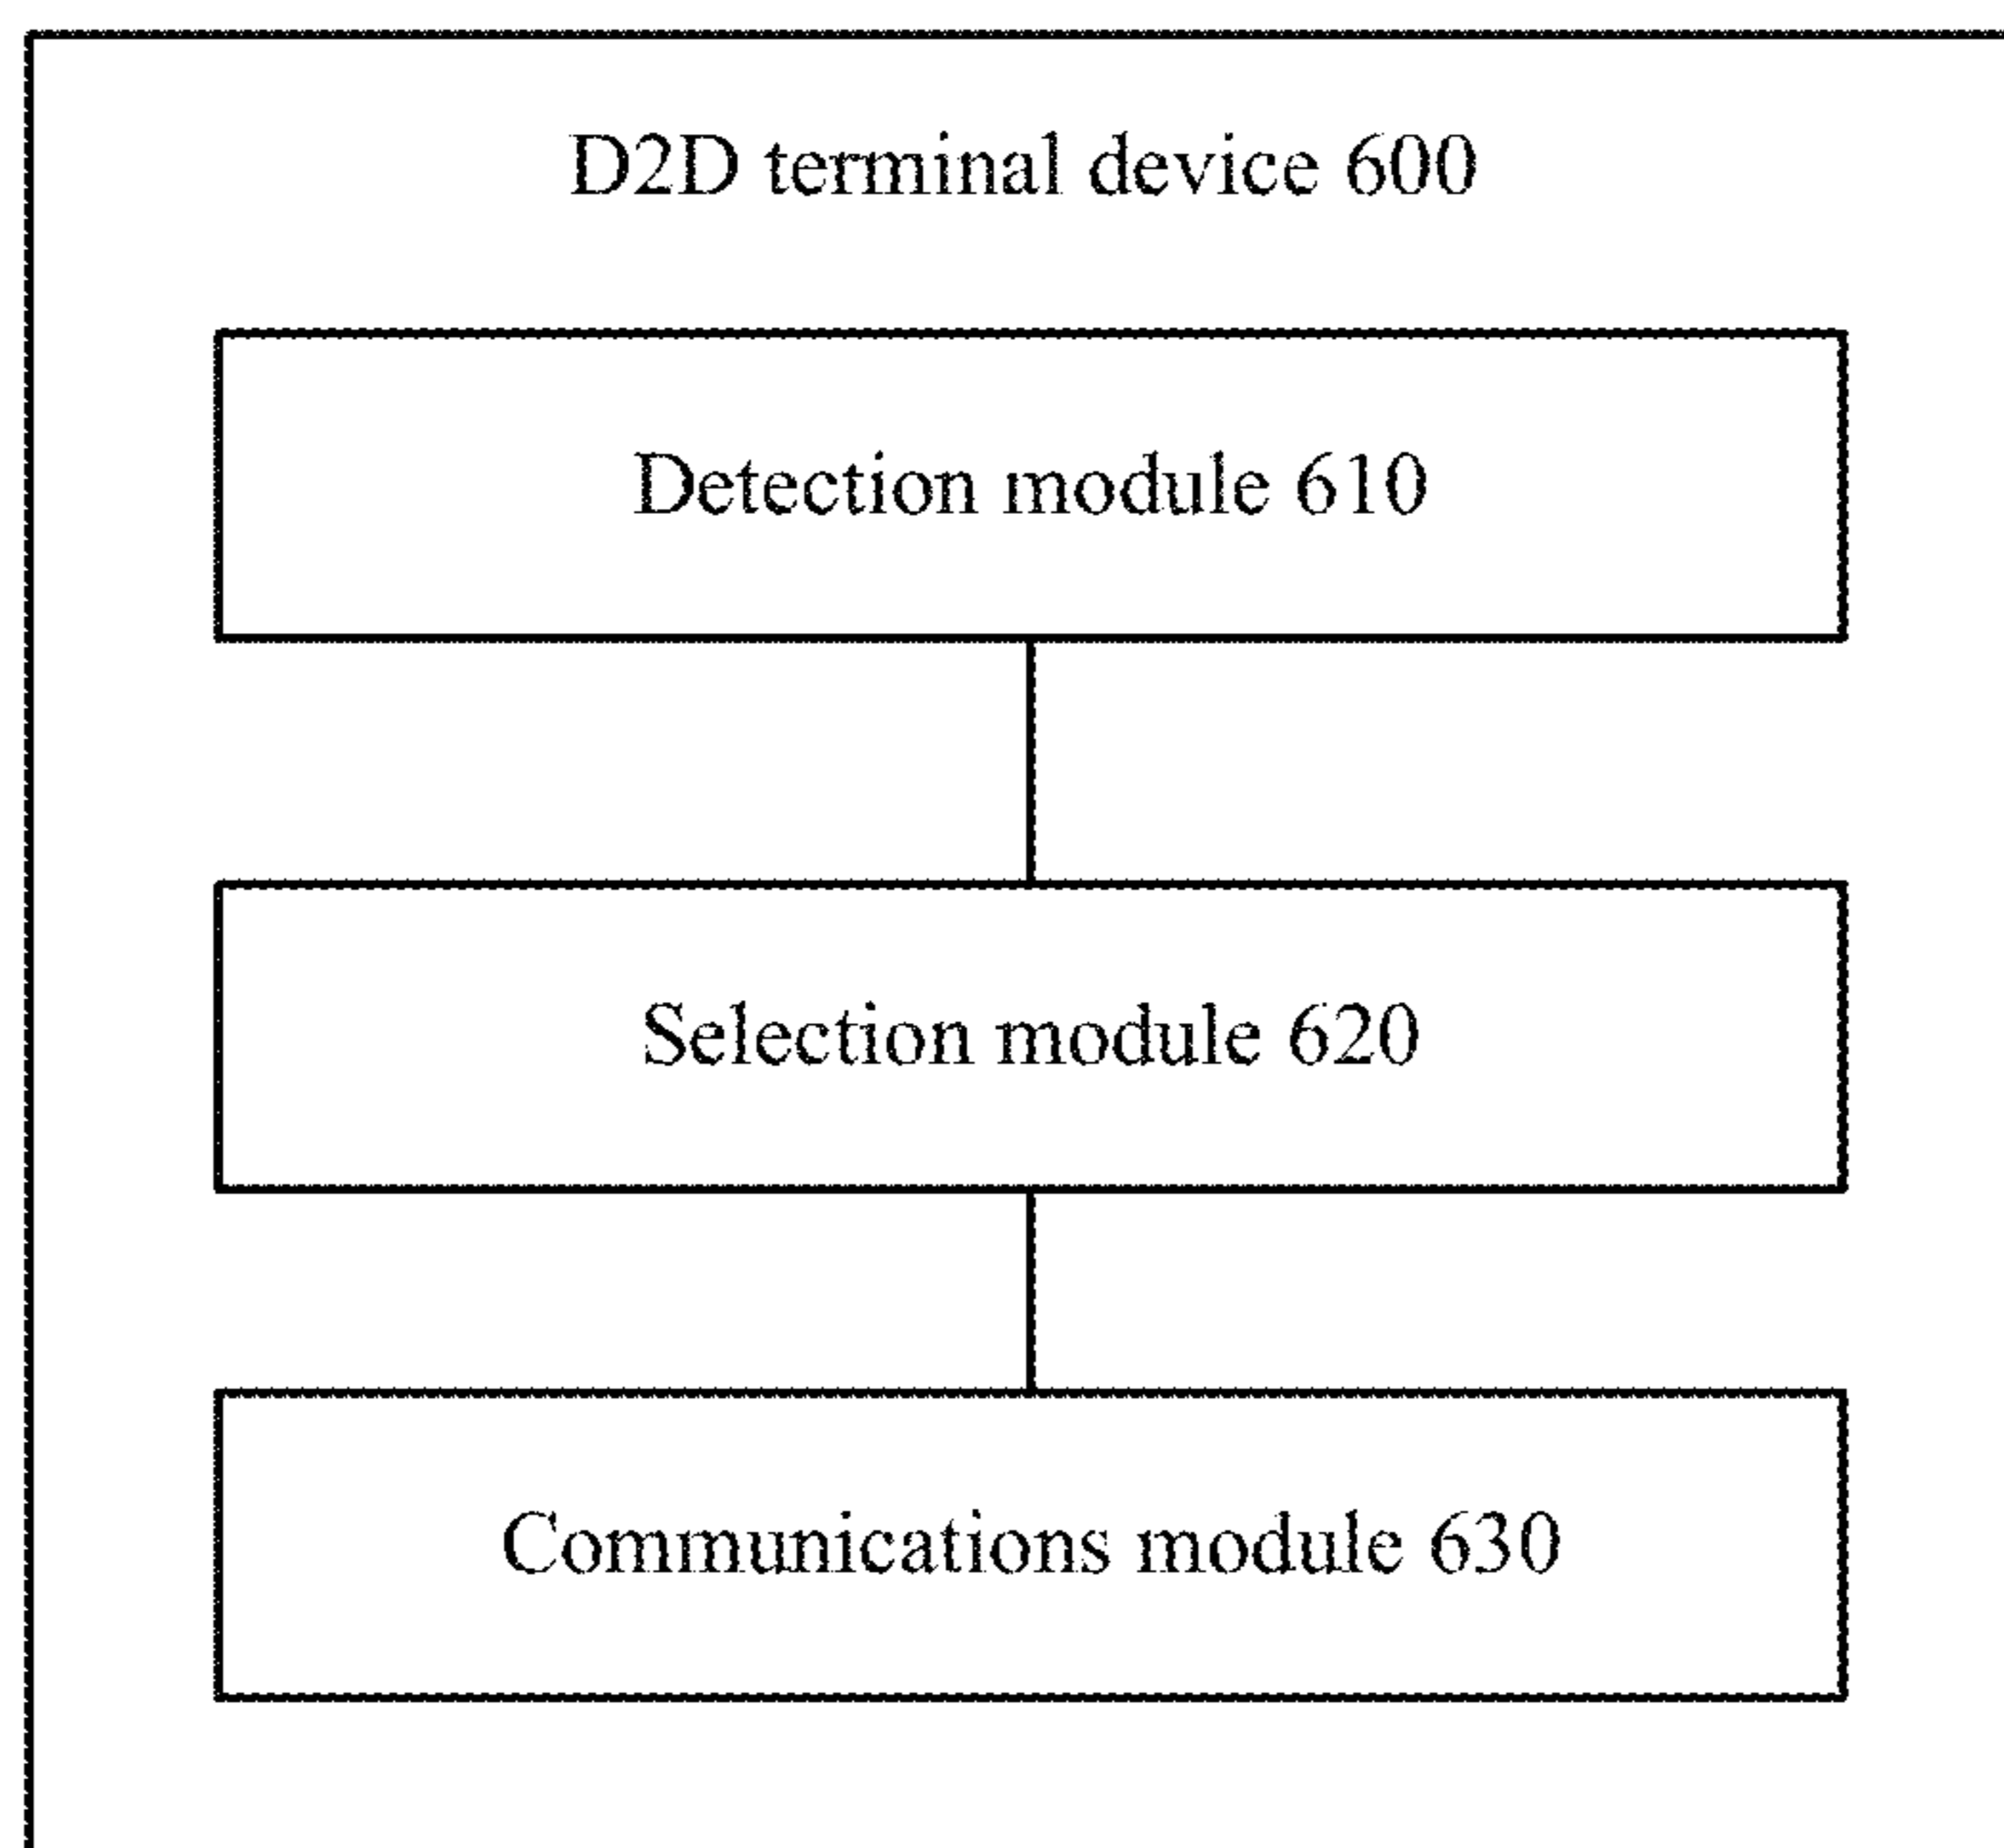 D2D terminal device 600
Detection module 610
Selection module 620
Communications module 630